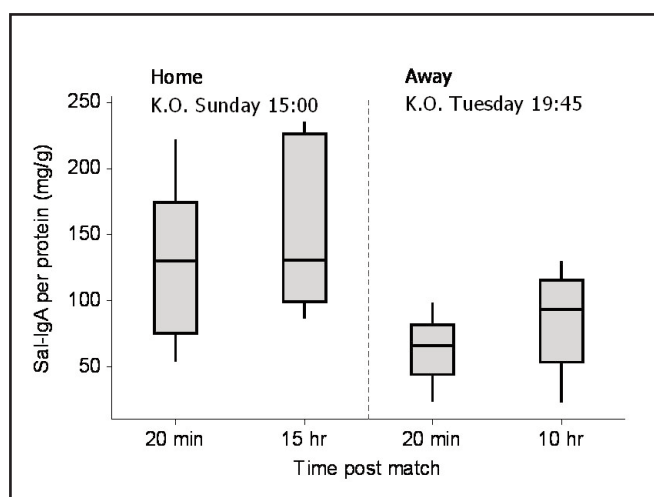 Home
K.O. Sunday 15:00
Away
K.O. Tuesday 19:45
Sal-IgA per protein (mg/g)
250
200
150
100
50
20 min
15 hr
20 min
10 hr
Time post match